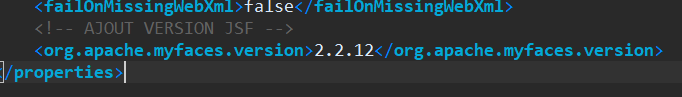 <failOnMissingWebXml>false</failOnMissingWebXml>
<!-- AJOUT VERSION JSF -->
<org.apache.myfaces.version>2.2.12</org.apache.myfaces.version>
</properties>